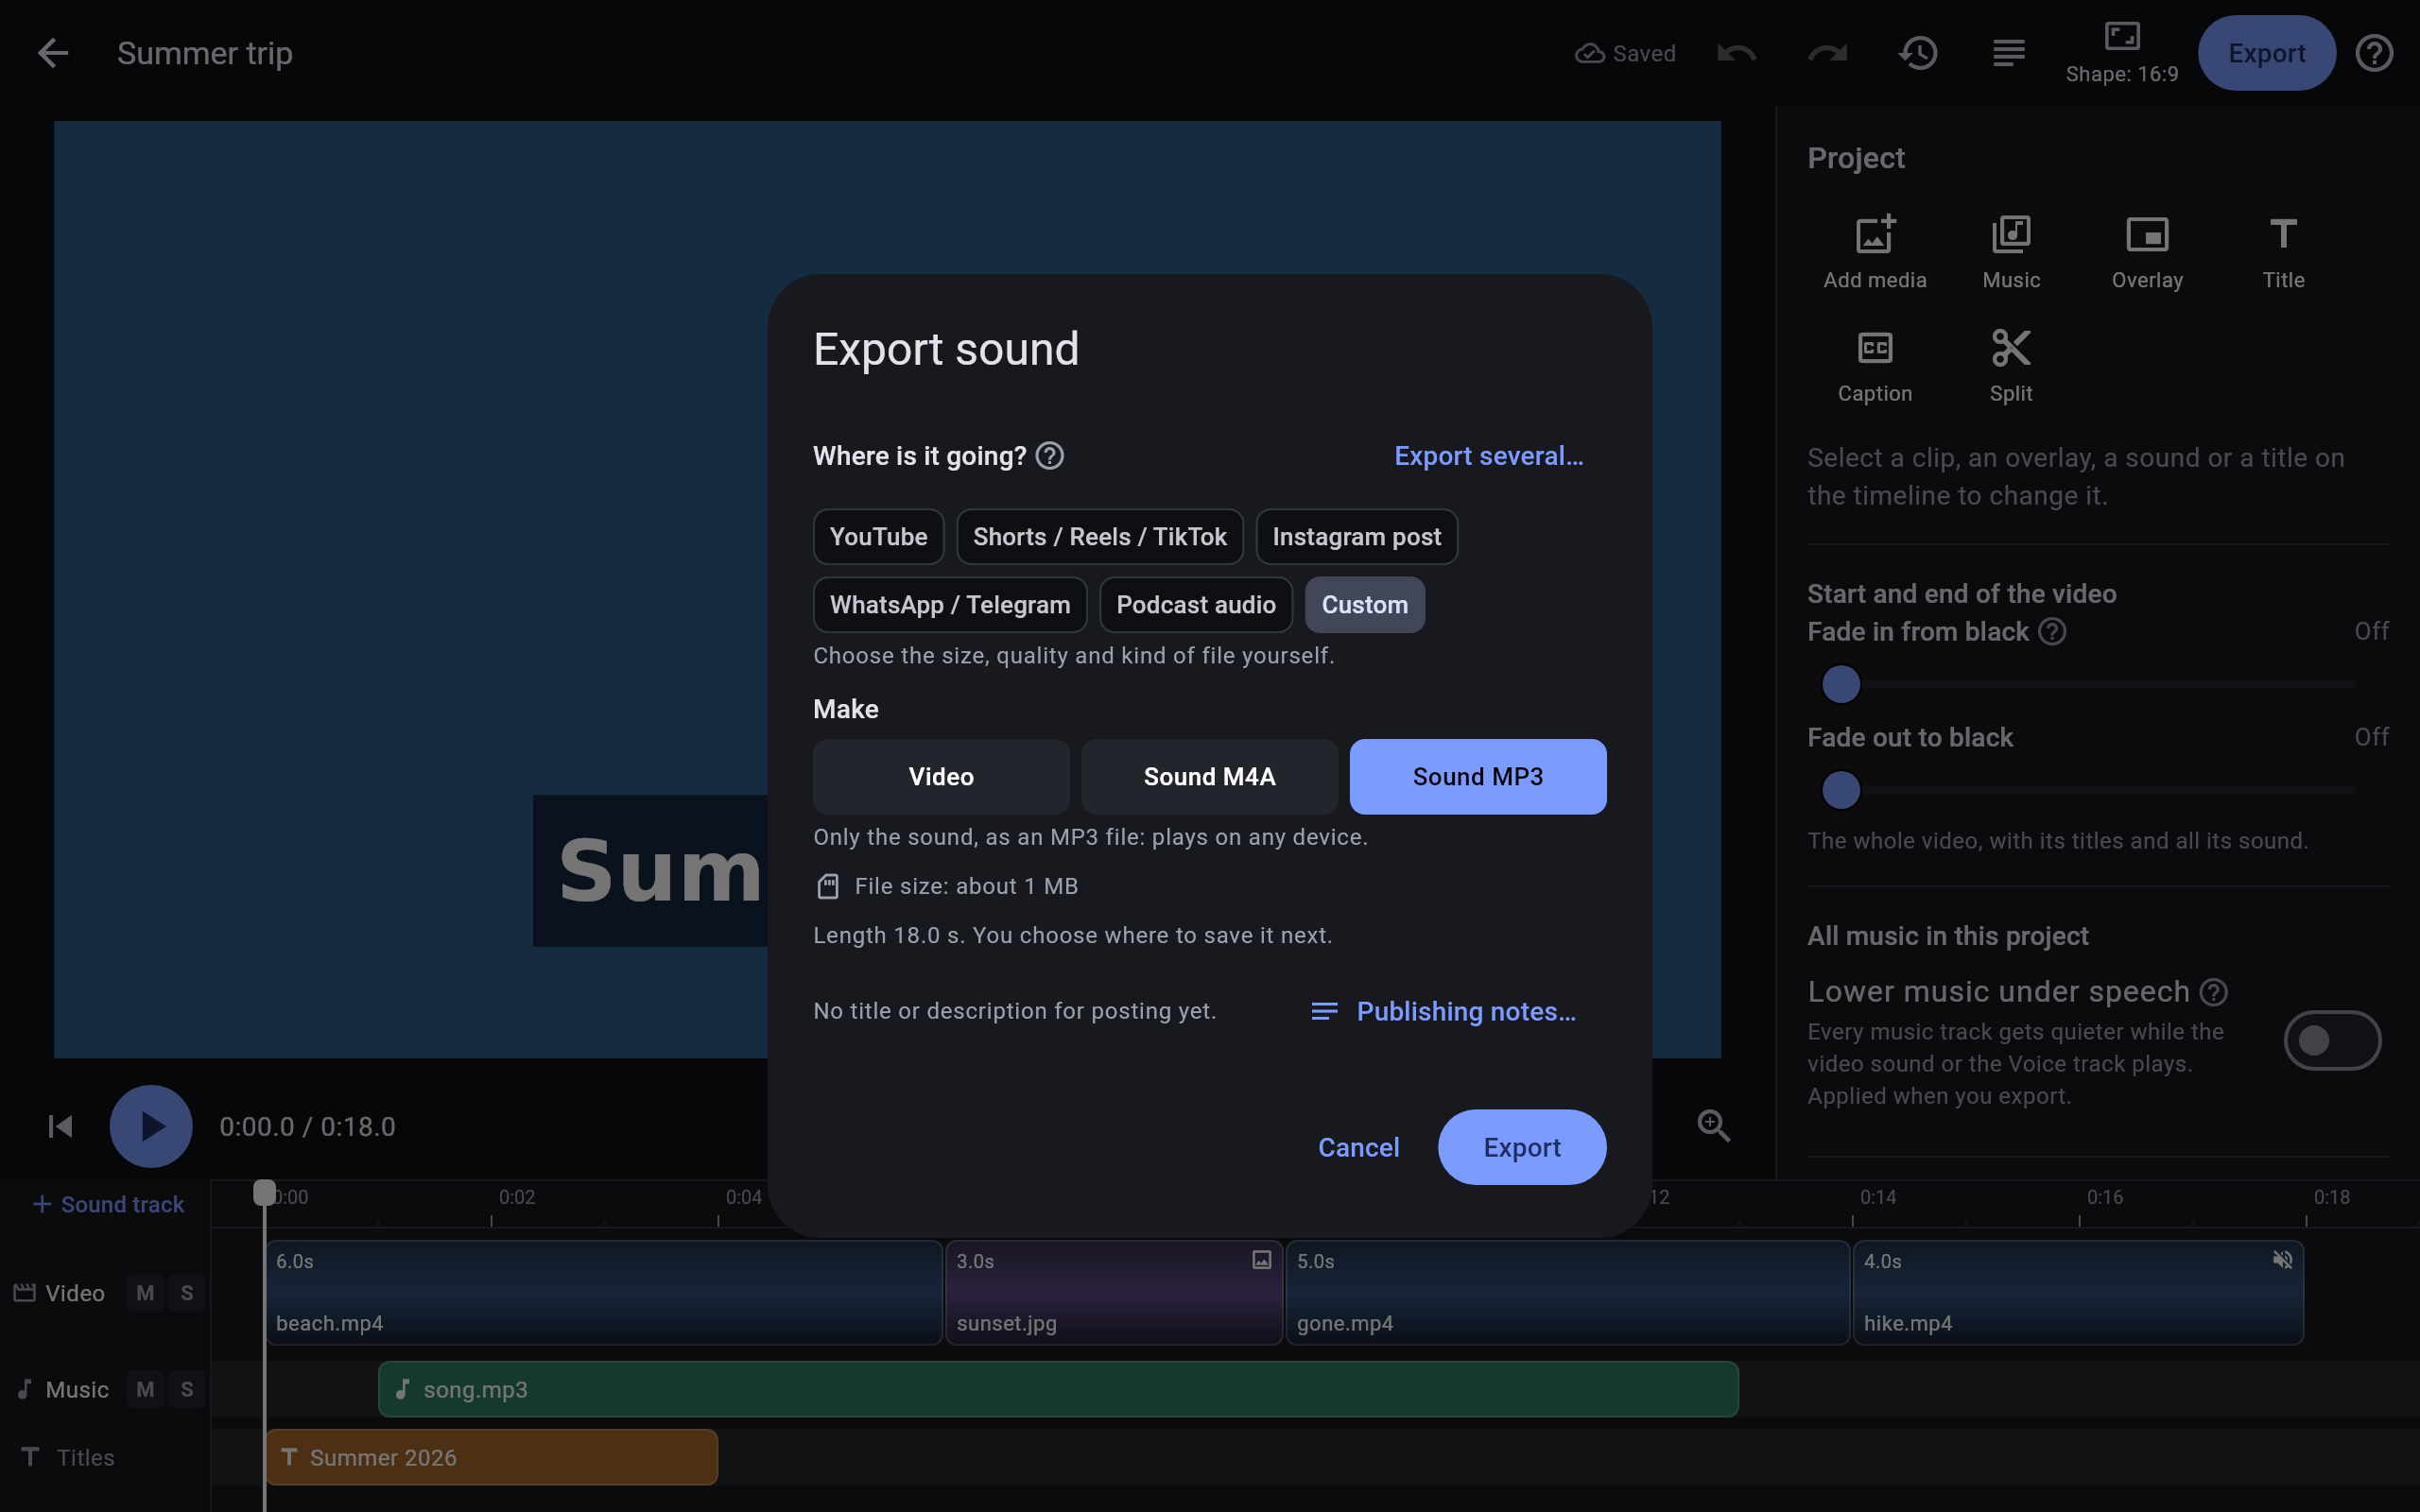 Summer trip
Saved
Shape: 16:9
Export
Project
Add media
Music
Overlay
Title
Caption
Split
Select a clip, an overlay, a sound or a title on
the timeline to change it.
Start and end of the video
Fade in from black
Off
Fade out to black
Off
The whole video, with its titles and all its sound.
All music in this project
Lower music under speech
Every music track gets quieter while the
video sound or the Voice track plays.
Applied when you export.
Sum
Export sound
Where is it going?
Export several...
YouTube
Shorts / Reels / TikTok
Instagram post
WhatsApp / Telegram
Podcast audio
Custom
Choose the size, quality and kind of file yourself.
Make
Video
Sound M4A
Sound MP3
Only the sound, as an MP3 file: plays on any device.
File size: about 1 MB
Length 18.0 s. You choose where to save it next.
No title or description for posting yet.
Publishing notes...
Cancel
Export
0:00.0 / 0:18.0
Sound track
0:00
0:02
0:04
12
0:14
0:16
0:18
Video
M
S
6.0s
beach.mp4
3.0s
sunset.jpg
5.0s
gone.mp4
4.0s
hike.mp4
Music
M
S
song.mp3
Titles
Summer 2026